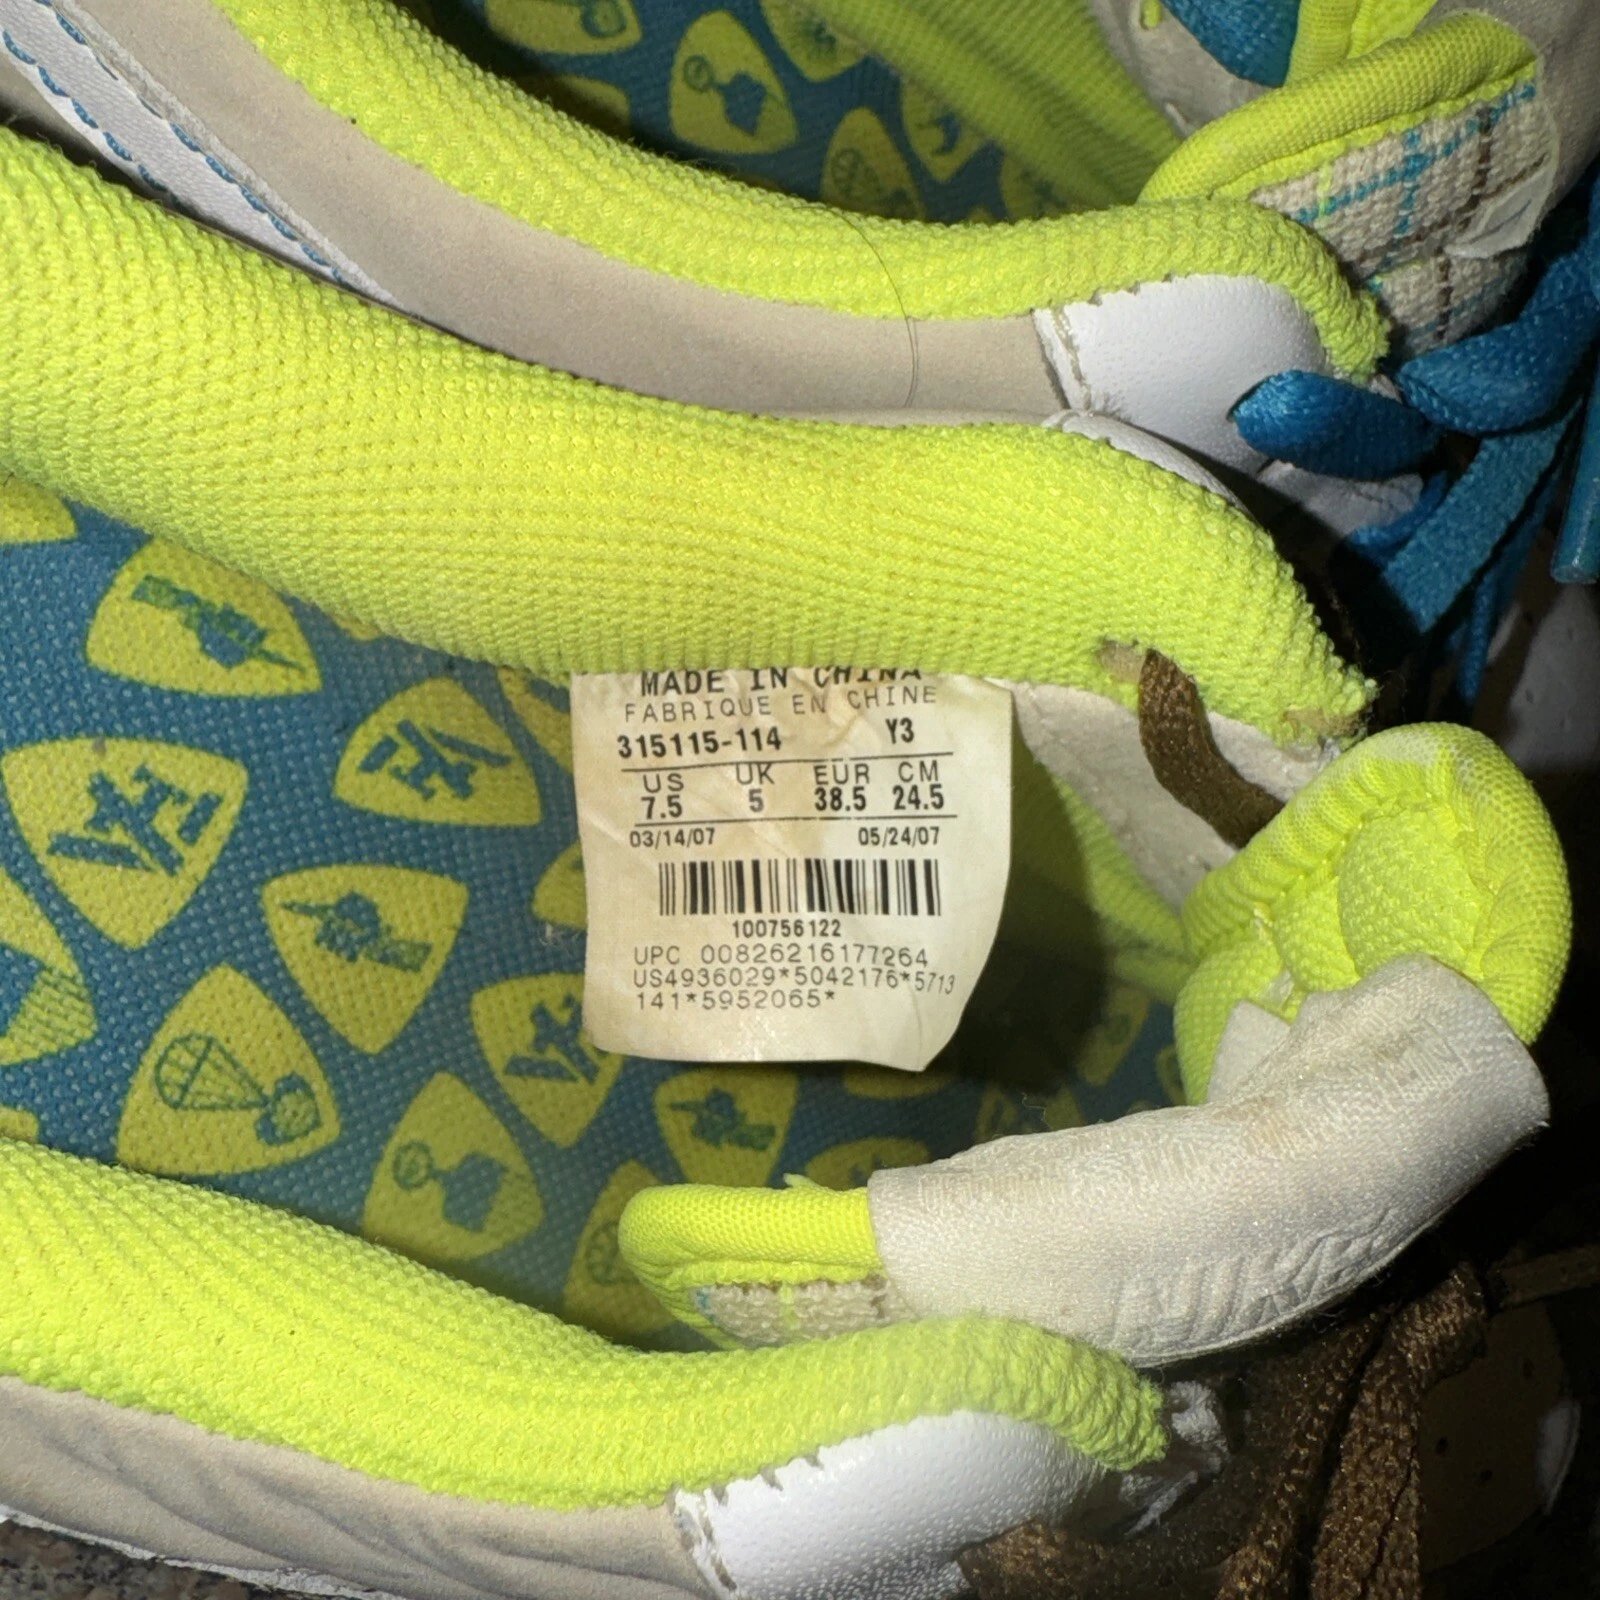 MADE IN CHINA
FABRIQUE EN CHINE
315115-114 Y3
US UK EUR CM
7.5 5 38.5 24.5
03/14/07 05/24/07
100756122
UPC 00826216177264
US4936029*5042176*5713
141*5952065*